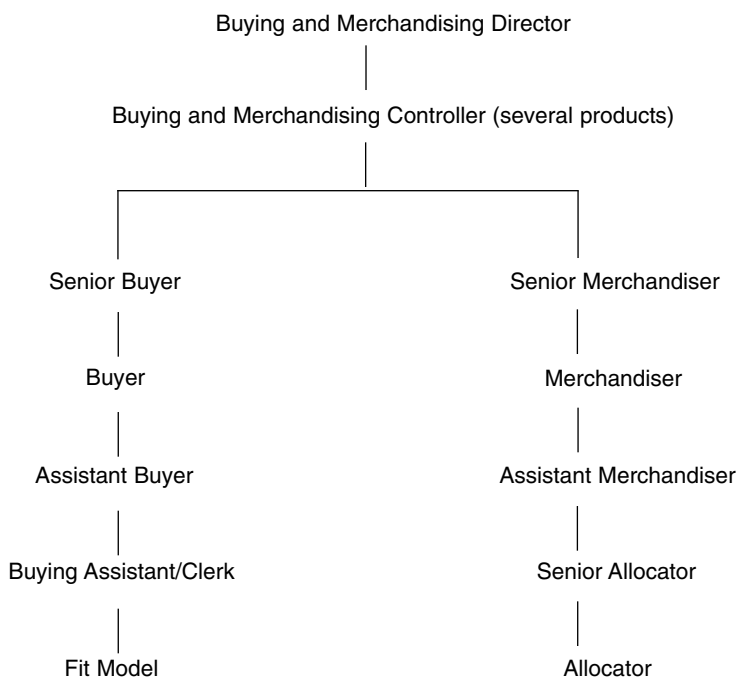 Buying and Merchandising Director
Buying and Merchandising Controller (several products)
Senior Buyer
Senior Merchandiser
Buyer
Merchandiser
Assistant Buyer
Assistant Merchandiser
Buying Assistant/Clerk
Senior Allocator
Fit Model
Allocator